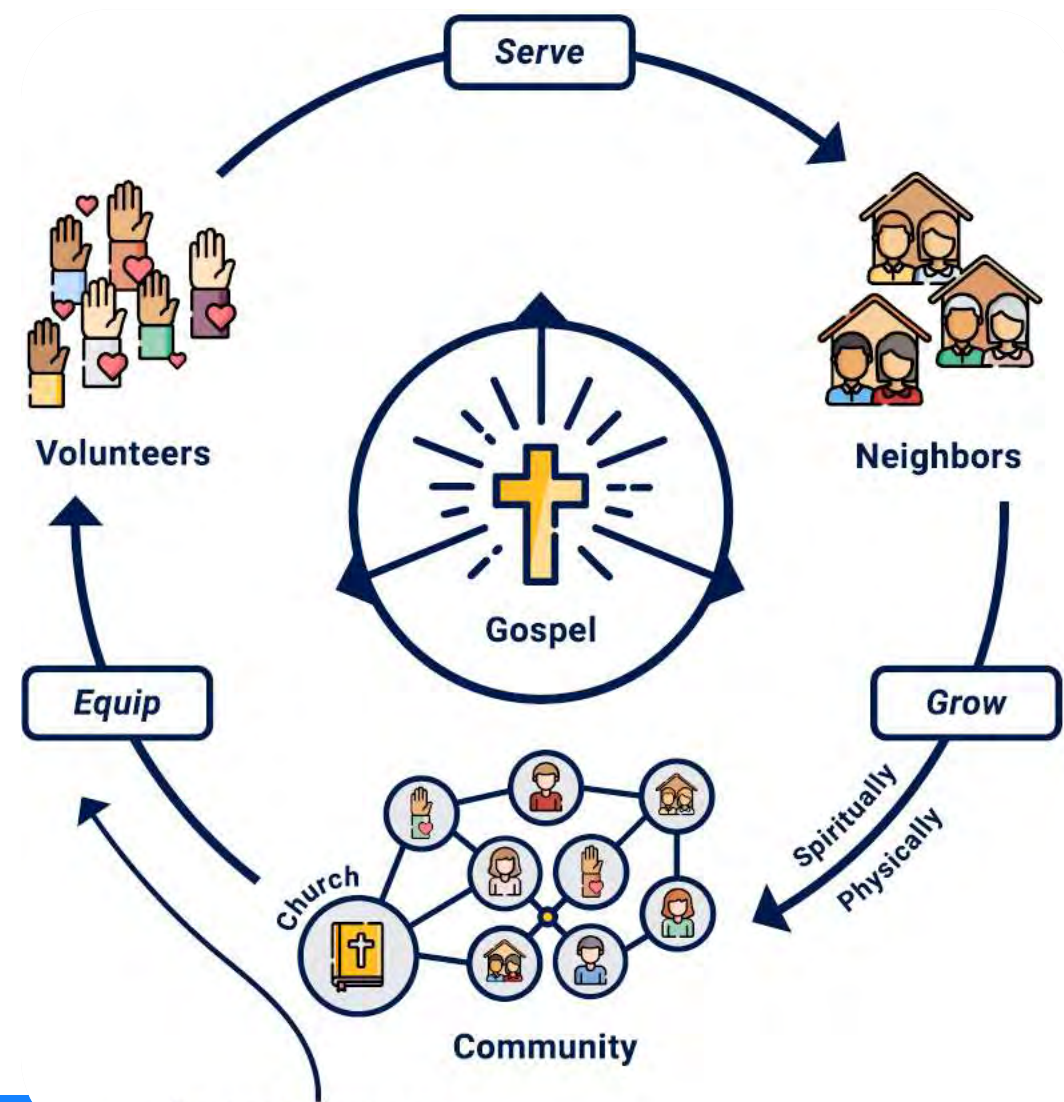 Serve
Volunteers
Neighbors
Gospel
Equip
Grow
Spiritually
Physically
Church
Community